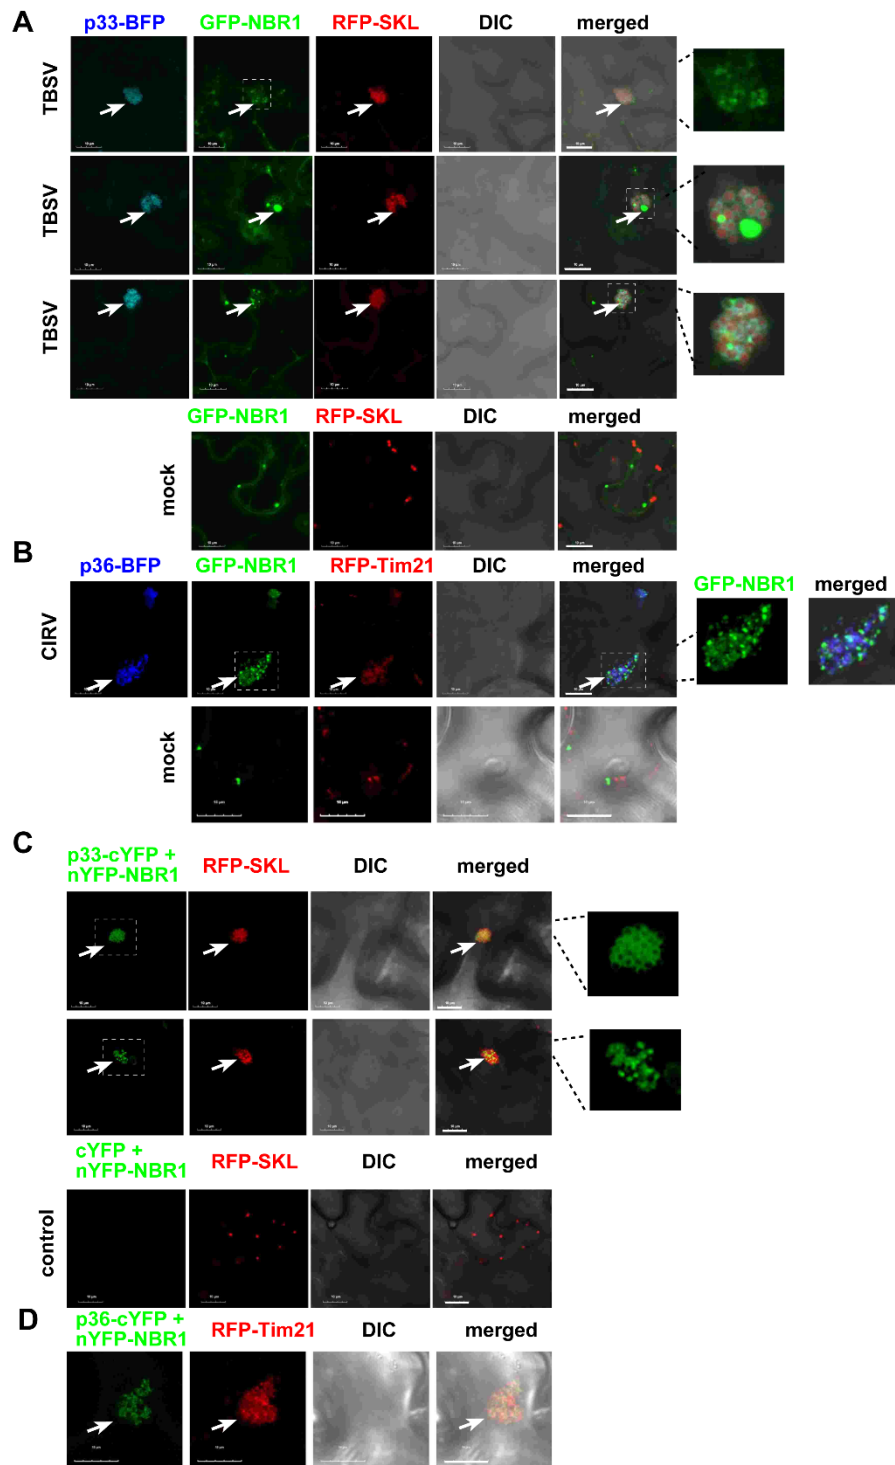 A
p33-BFP GFP-NBR1 RFP-SKL DIC merged
TBSV
TBSV
TBSV
GFP-NBR1 RFP-SKL DIC merged
mock
B
p36-BFP GFP-NBR1 RFP-Tim21 DIC merged
GFP-NBR1 merged
CIRV
mock
C
p33-cYFP +
nYFP-NBR1 RFP-SKL DIC merged
cYFP +
nYFP-NBR1 RFP-SKL DIC merged
control
D
p36-cYFP +
nYFP-NBR1 RFP-Tim21 DIC merged